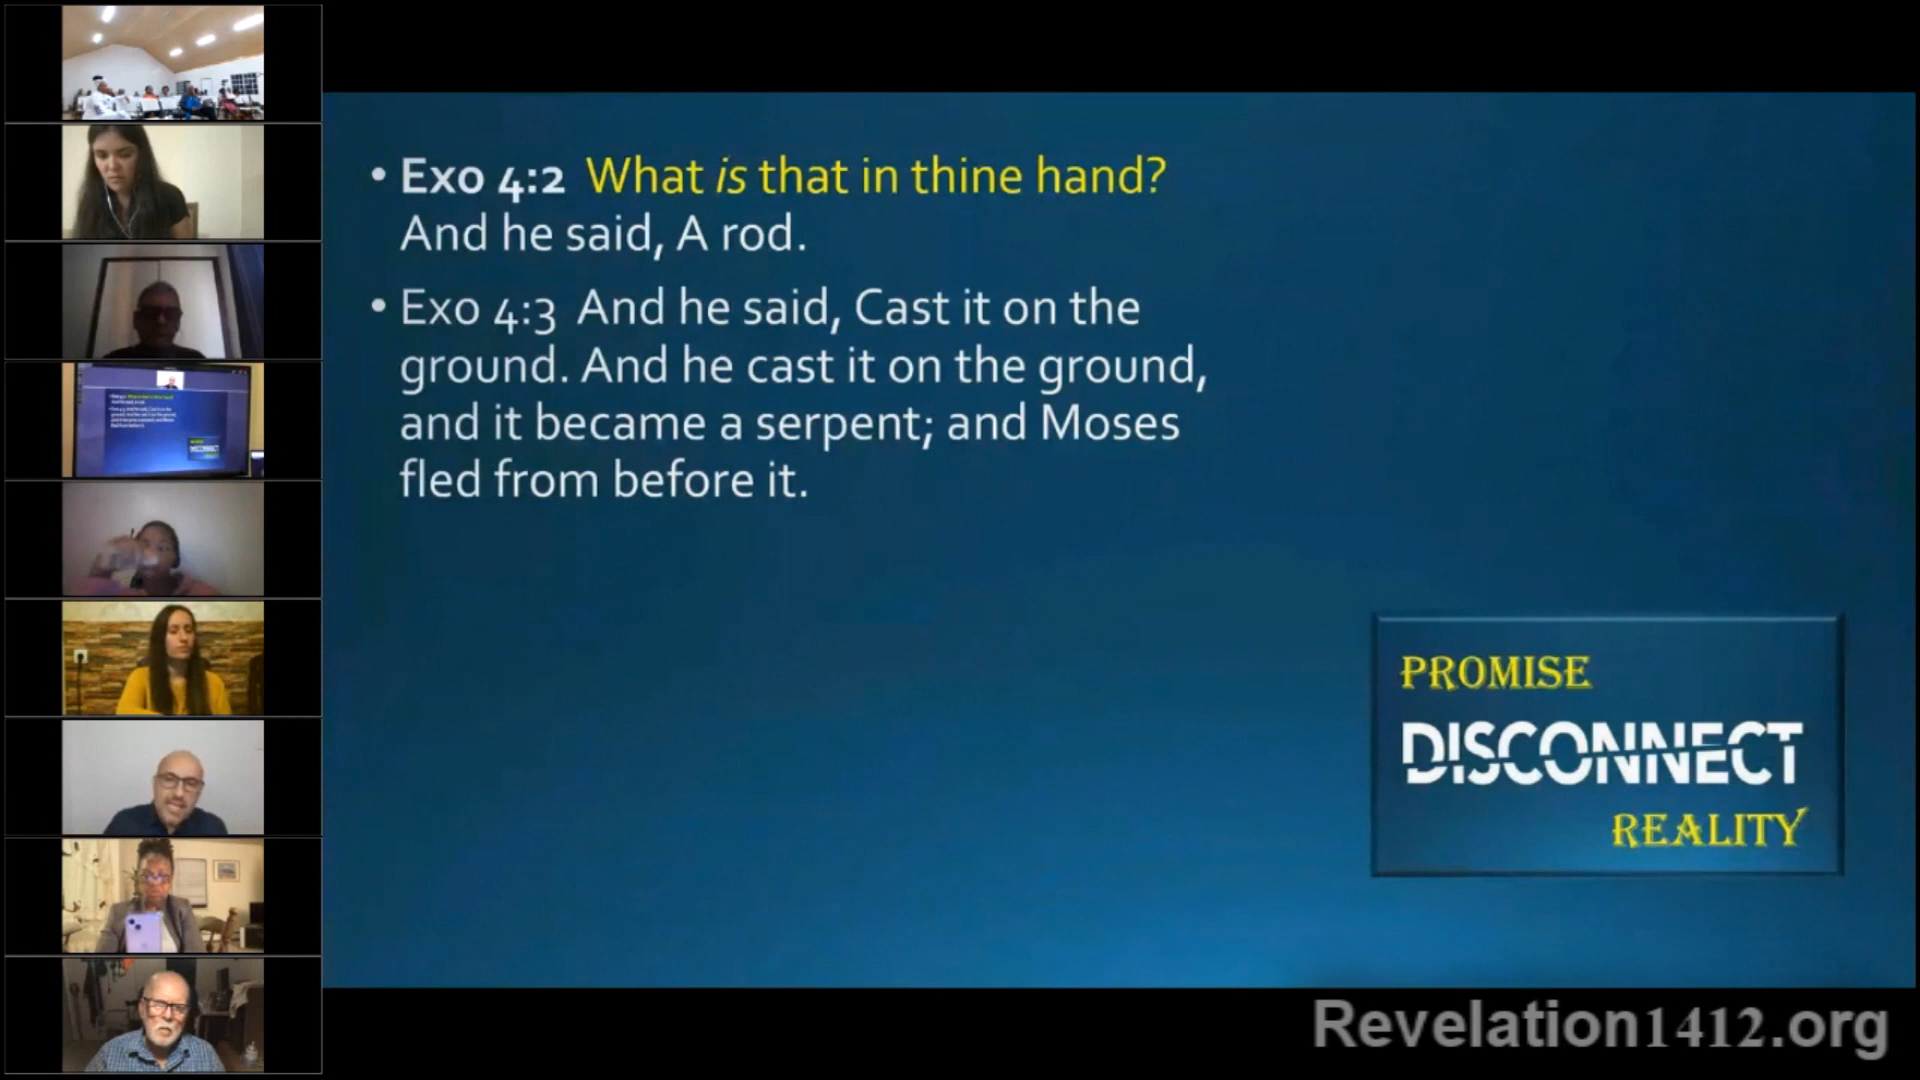 • Exo 4:2 What is that in thine hand?
And he said, A rod.
• Exo 4:3 And he said, Cast it on the
ground. And he cast it on the ground,
and it became a serpent; and Moses
fled from before it.
PROMISE
DISCONNECT
REALITY
Revelation1412.org